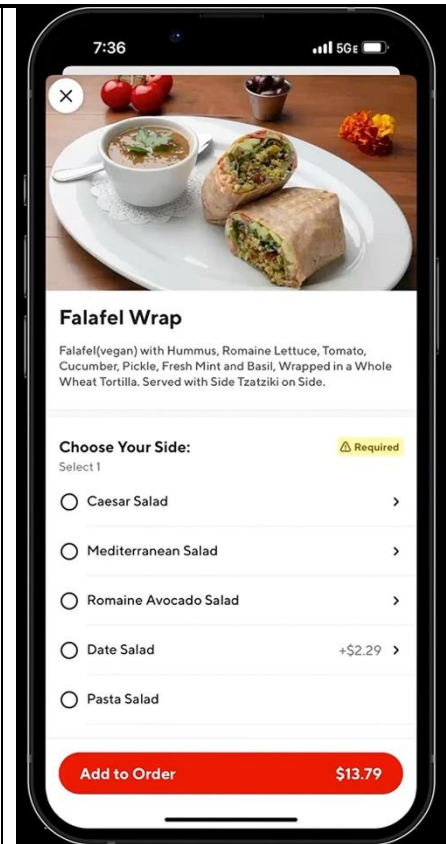 7:36
5GE
Falafel Wrap
Falafel(vegan) with Hummus, Romaine Lettuce, Tomato,
Cucumber, Pickle, Fresh Mint and Basil, Wrapped in a Whole
Wheat Tortilla. Served with Side Tzatziki on Side.
Choose Your Side:
Required
Select 1
Caesar Salad
Mediterranean Salad
Romaine Avocado Salad
Date Salad +$2.29
Pasta Salad
Add to Order $13.79